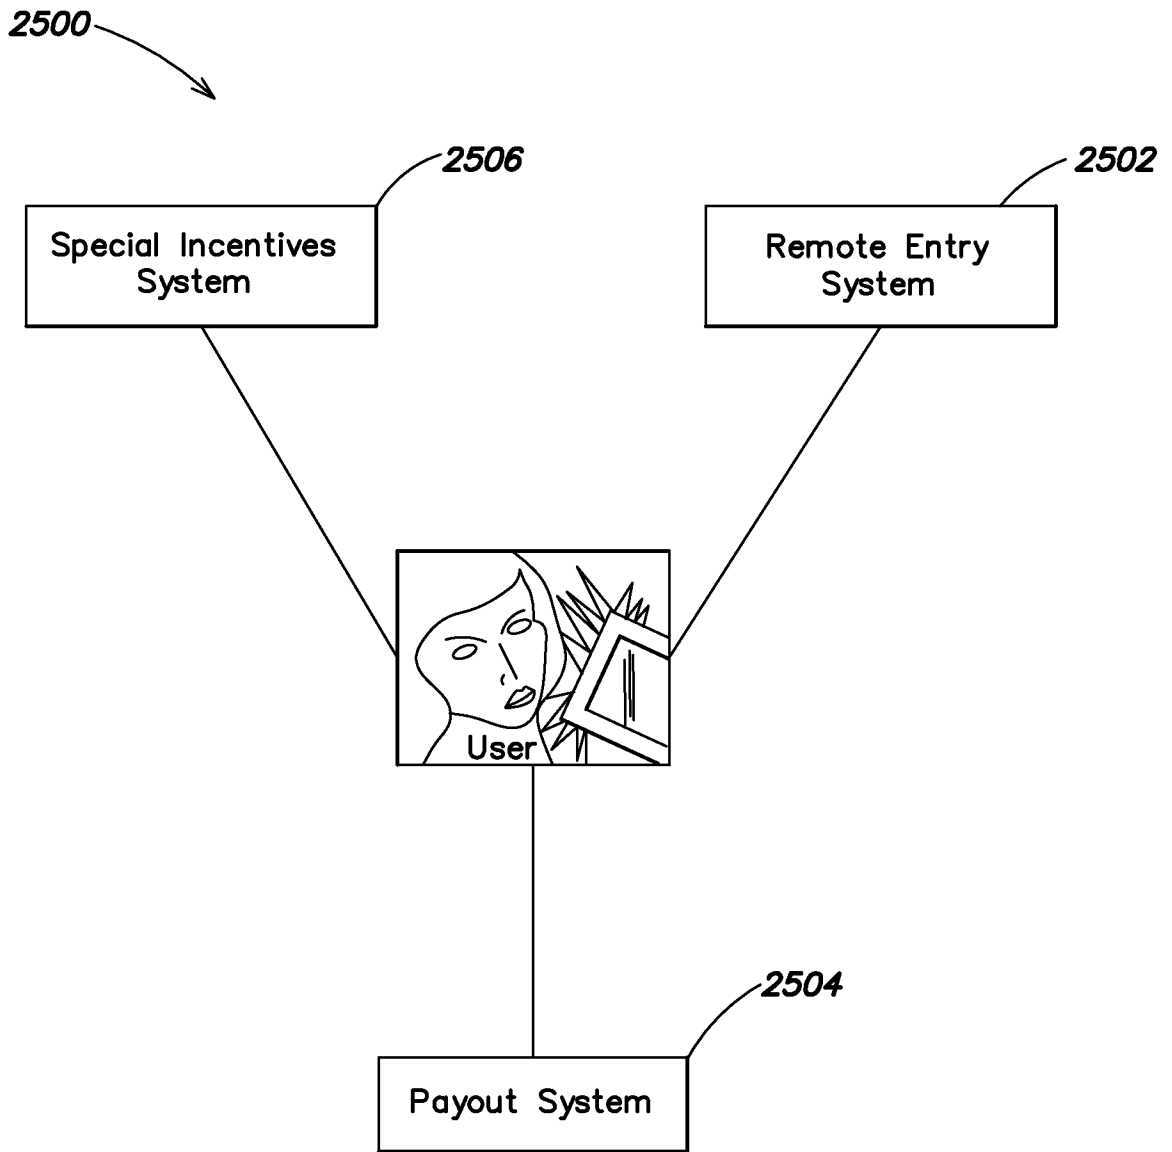 2500
2506
2502
Special Incentives
System
Remote Entry
System
User
2504
Payout System